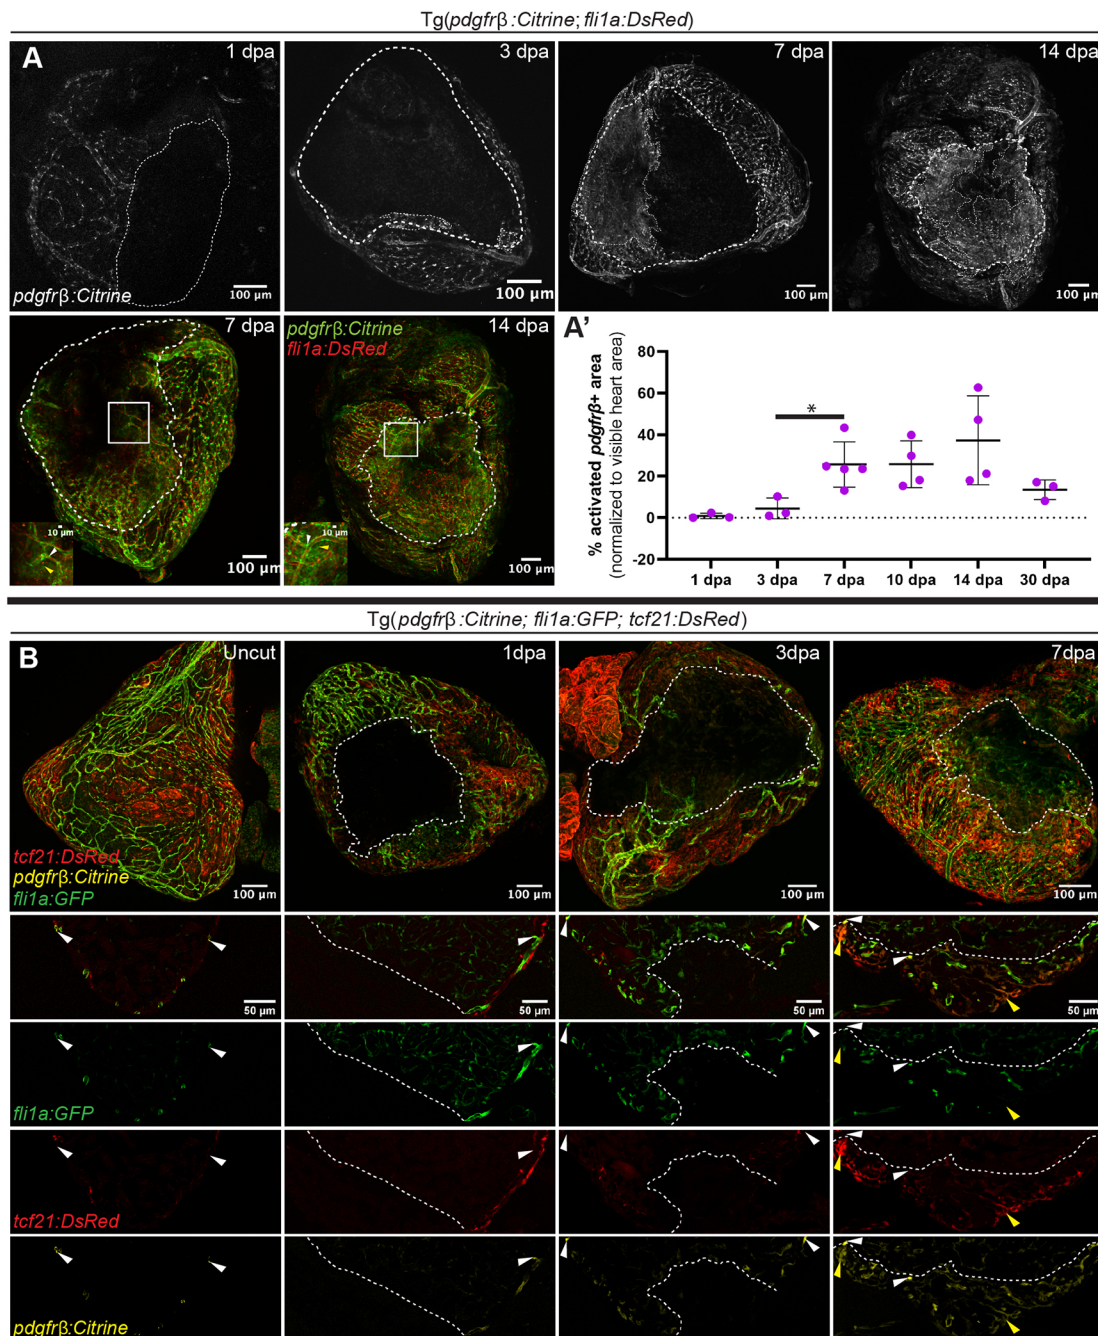 Tg(pdgfrβ:Citrine; fli1a:DsRed)
A
1 dpa
3 dpa
7 dpa
14 dpa
pdgfrβ:Citrine
100 µm
100 µm
100 µm
100 µm
7 dpa
14 dpa
pdgfrβ:Citrine
fli1a:DsRed
10 µm
100 µm
10 µm
100 µm
A'
% activated pdgfrβ+ area
(normalized to visible heart area)
80
60
40
20
0
-20
*
1 dpa
3 dpa
7 dpa
10 dpa
14 dpa
30 dpa
Tg(pdgfrβ:Citrine; fli1a:GFP; tcf21:DsRed)
B
Uncut
1dpa
3dpa
7dpa
tcf21:DsRed
pdgfrβ:Citrine
fli1a:GFP
100 µm
100 µm
100 µm
100 µm
50 µm
50 µm
50 µm
50 µm
fli1a:GFP
tcf21:DsRed
pdgfrβ:Citrine